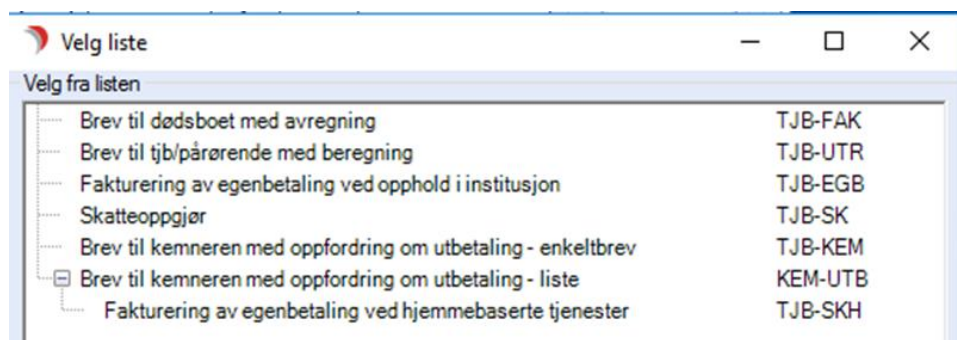 Velg liste
Velg fra listen
Brev til dødsboet med avregning TJB-FAK
Brev til tjb/pårørende med beregning TJB-UTR
Fakturering av egenbetaling ved opphold i institusjon TJB-EGB
Skatteoppgjør TJB-SK
Brev til kemneren med oppfordring om utbetaling - enkeltbrev TJB-KEM
Brev til kemneren med oppfordring om utbetaling - liste KEM-UTB
Fakturering av egenbetaling ved hjemmebaserte tjenester TJB-SKH